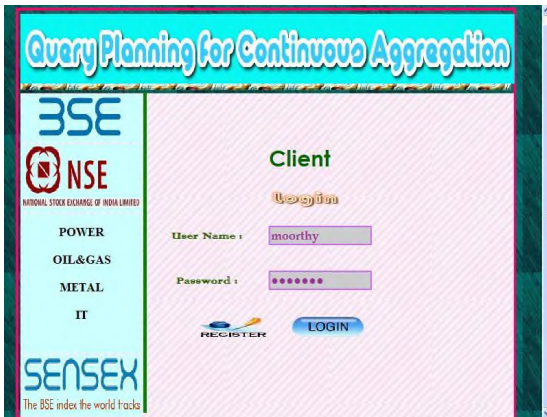 Query Planning for Continuous Aggregation
BSE
NSE
NATIONAL STOCK EXCHANGE OF INDIA LIMITED
POWER
OIL&GAS
METAL
IT
SENSEX
The BSE index the world tracks
Client
Login
User Name :
moorthy
Password :
•••••••
REGISTER
LOGIN